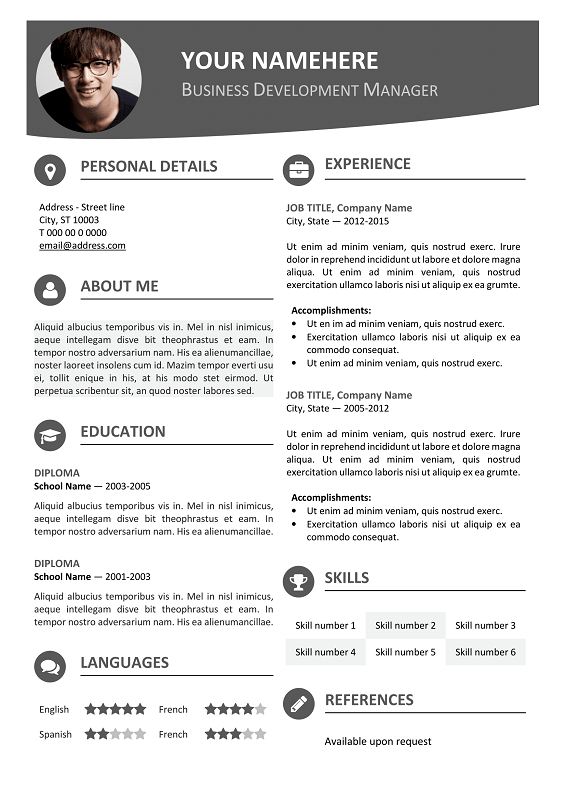 YOUR NAMEHERE
BUSINESS DEVELOPMENT MANAGER
PERSONAL DETAILS
Address - Street line
City, ST 10003
T 000 00 0 0000
email@address.com
ABOUT ME
Aliquid albucius temporibus vis in. Mel in nisl inimicus,
aeque intellegam disve bit theophrastus et eam. In
tempor nostro adversarium nam. His ea alienumancillae,
noster laoreet insolens cum id. Mazim tempor everti usu
ei, tollit enique in his, at his modo stet eirmod. Ut
perpetua scribentur sit, an quod noster labores sed.
EDUCATION
DIPLOMA
School Name — 2003-2005
Aliquid albucius temporibus vis in. Mel in nisl inimicus,
aeque intellegam disve bit theophrastus et eam. In
tempor nostro adversarium nam. His ea alienumancillae.
DIPLOMA
School Name — 2001-2003
Aliquid albucius temporibus vis in. Mel in nisl inimicus,
aeque intellegam disve bit theophrastus et eam. In
tempor nostro adversarium nam. His ea alienumancillae.
LANGUAGES
English French
Spanish French
EXPERIENCE
JOB TITLE, Company Name
City, State — 2012-2015
Ut enim ad minim veniam, quis nostrud exerc. Irure
dolor in reprehend incididunt ut labore et dolore magna
aliqua. Ut enim ad minim veniam, quis nostrud
exercitation ullamco laboris nisi ut aliquip ex ea grumte.
Accomplishments:
• Ut en im ad minim veniam, quis nostrud exerc.
• Exercitation ullamco laboris nisi ut aliquip ex ea
commodo consequat.
• Ut enim ad minim veniam, quis nostrud exerc.
JOB TITLE, Company Name
City, State — 2005-2012
Ut enim ad minim veniam, quis nostrud exerc. Irure
dolor in reprehend incididunt ut labore et dolore magna
aliqua. Ut enim ad minim veniam, quis nostrud
exercitation ullamco laboris nisi ut aliquip ex ea grumte.
Accomplishments:
• Ut enim ad minim veniam, quis nostrud exerc.
• Exercitation ullamco laboris nisi ut aliquip ex ea
commodo consequat.
SKILLS
Skill number 1 Skill number 2 Skill number 3
Skill number 4 Skill number 5 Skill number 6
REFERENCES
Available upon request